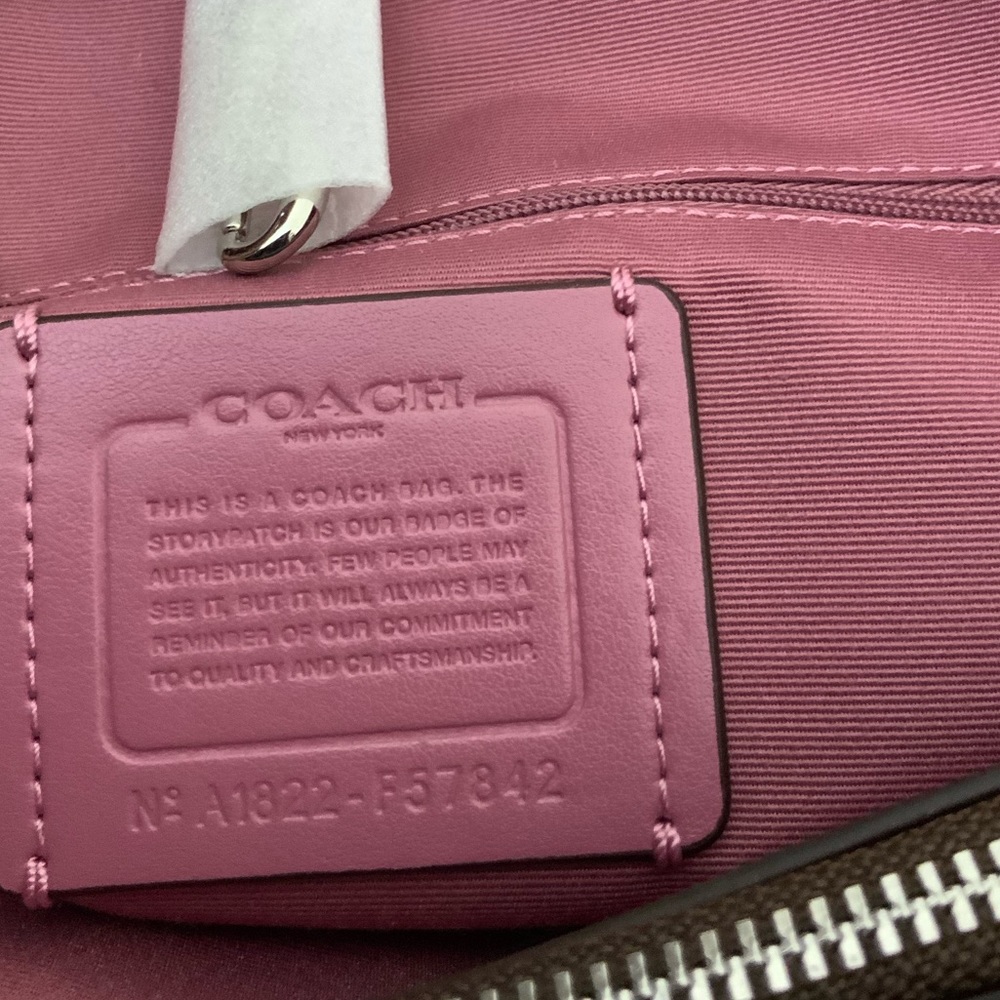 COACH
NEW YORK
THIS IS A COACH BAG. THE
STORYPATCH IS OUR BADGE OF
AUTHENTICITY. FEW PEOPLE MAY
SEE IT, BUT IT WILL ALWAYS BE A
REMINDER OF OUR COMMITMENT
TO QUALITY AND CRAFTSMANSHIP.
Nº A1822-F57842